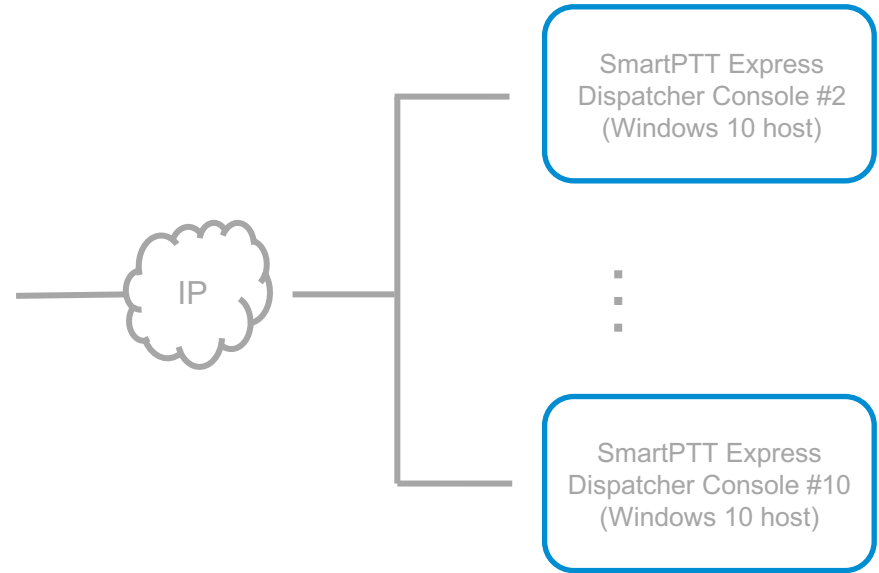 SmartPTT Express
Dispatcher Console #2
(Windows 10 host)
IP
SmartPTT Express
Dispatcher Console #10
(Windows 10 host)